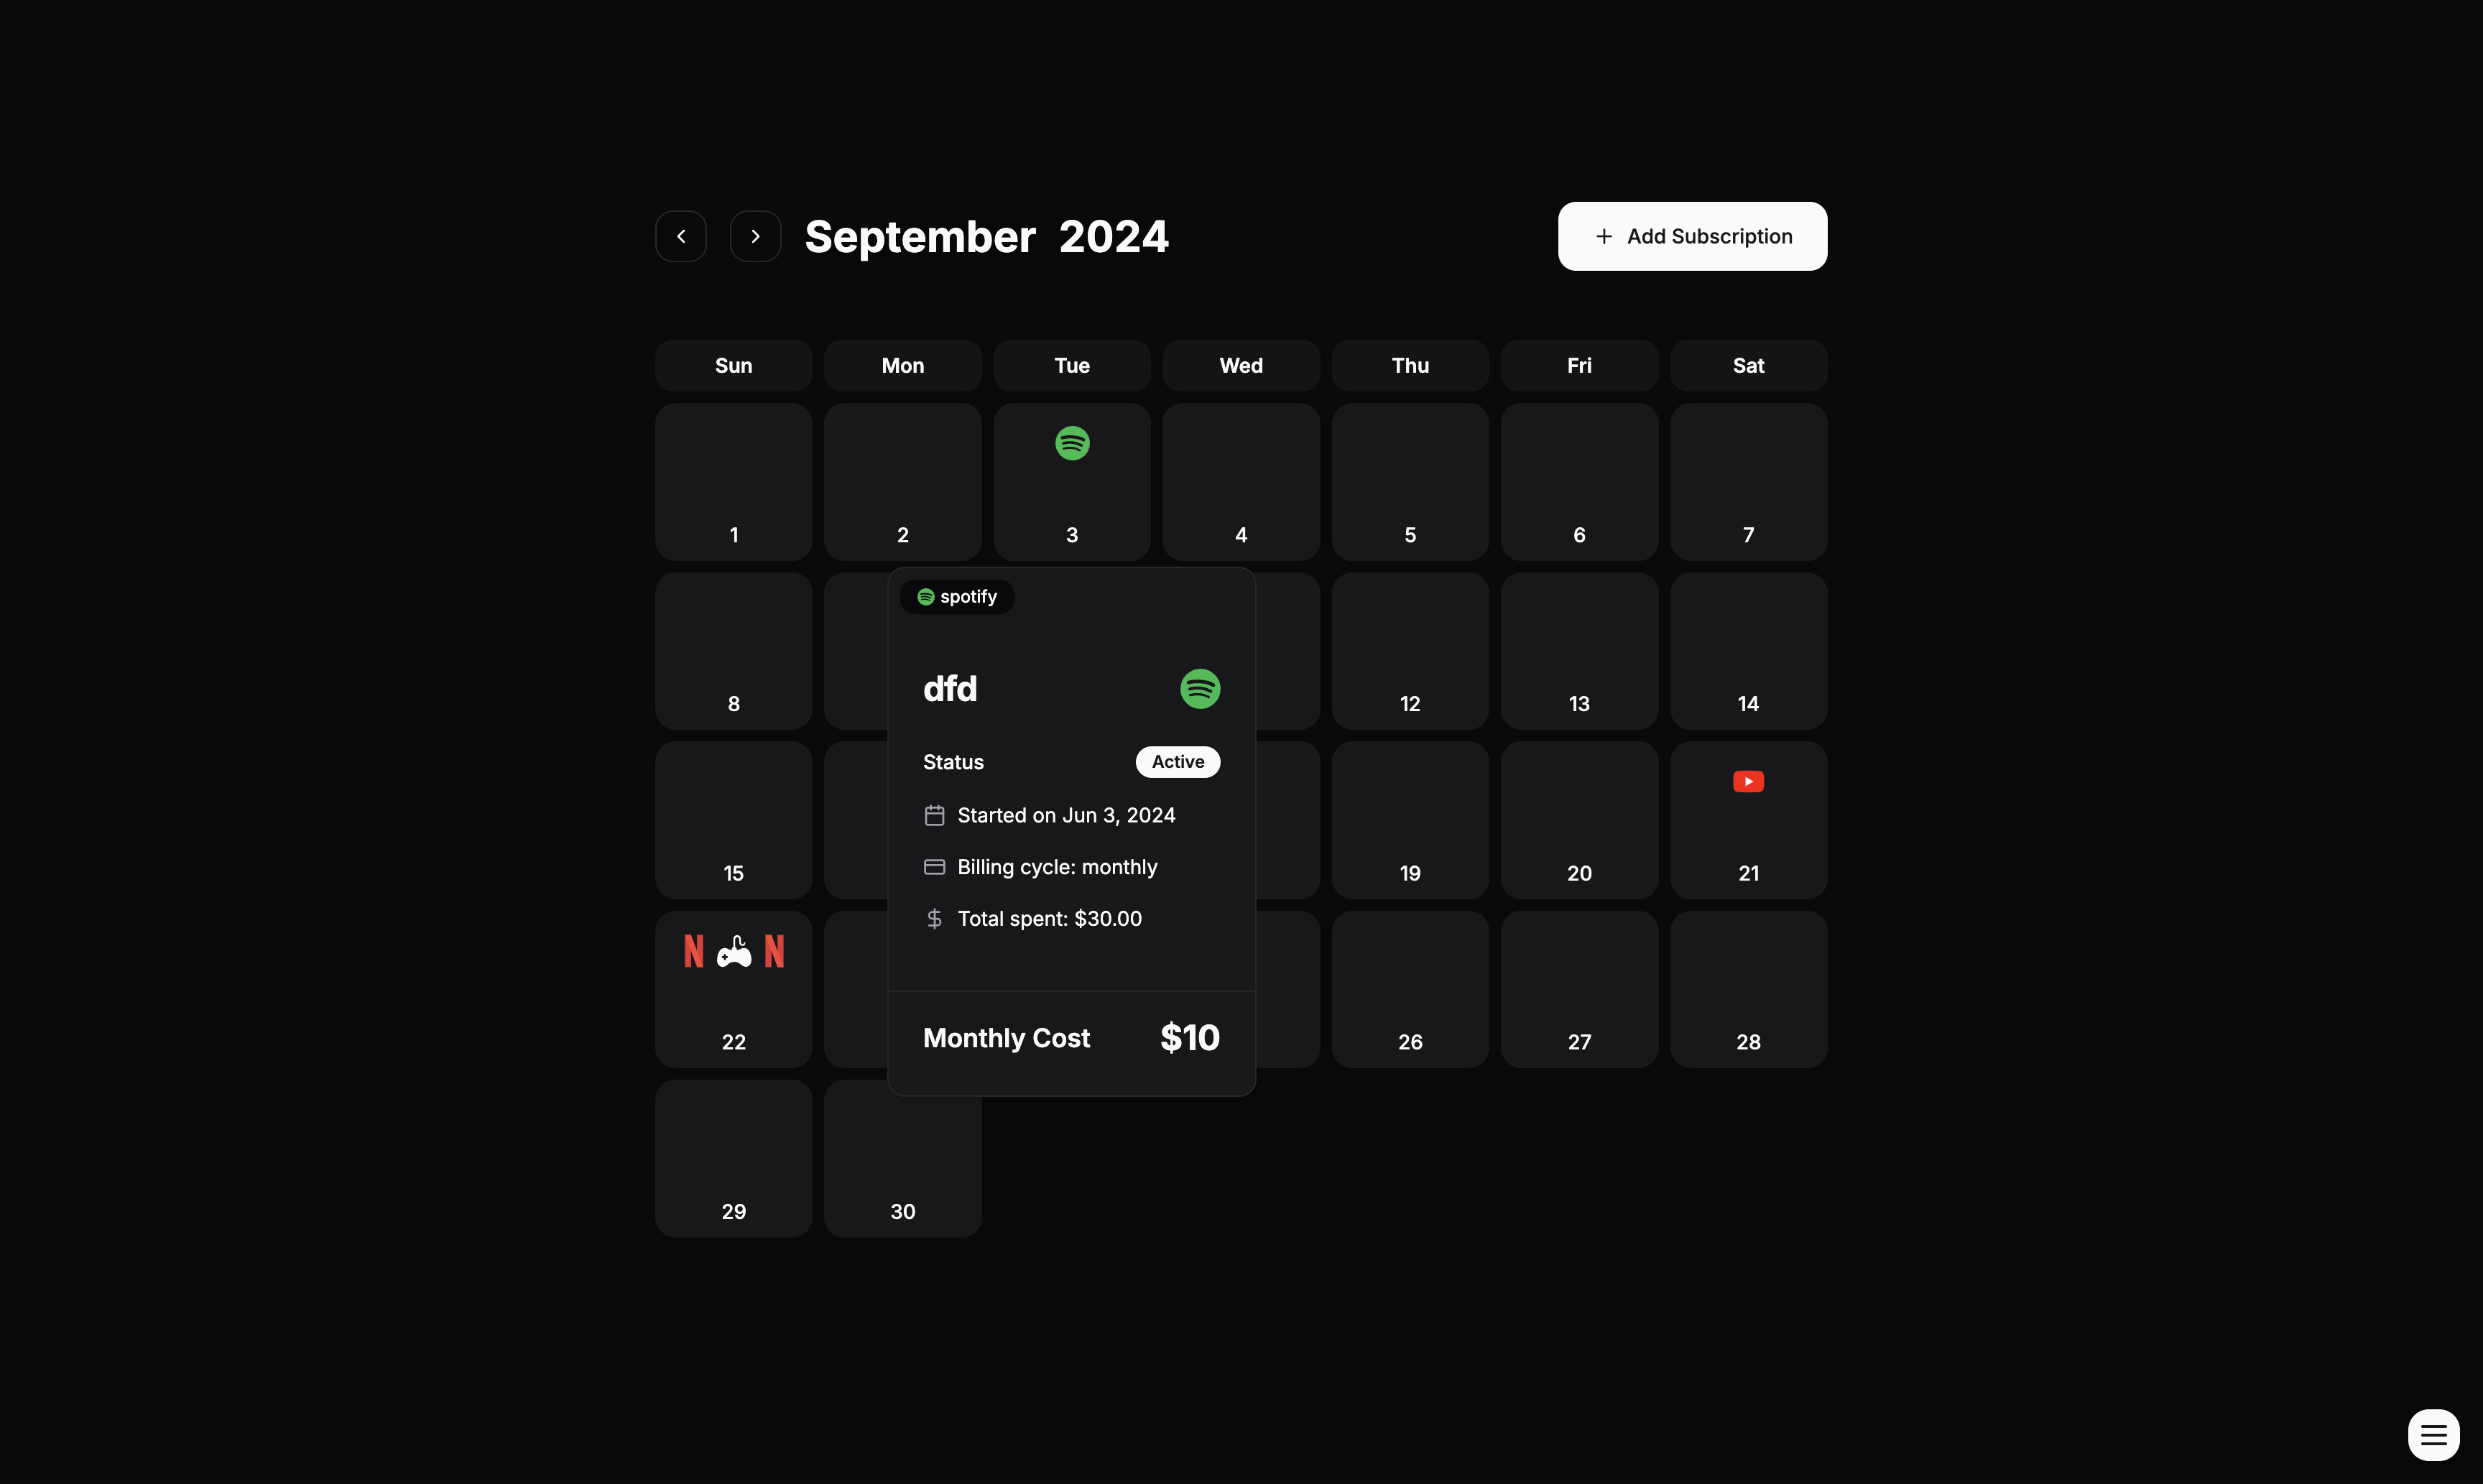 September 2024
Add Subscription
Sun Mon Tue Wed Thu Fri Sat
1 2 3 4 5 6 7
spotify
dfd
8 12 13 14
Status Active
Started on Jun 3, 2024
Billing cycle: monthly
15 19 20 21
Total spent: $30.00
N N
Monthly Cost $10
22 26 27 28
29 30